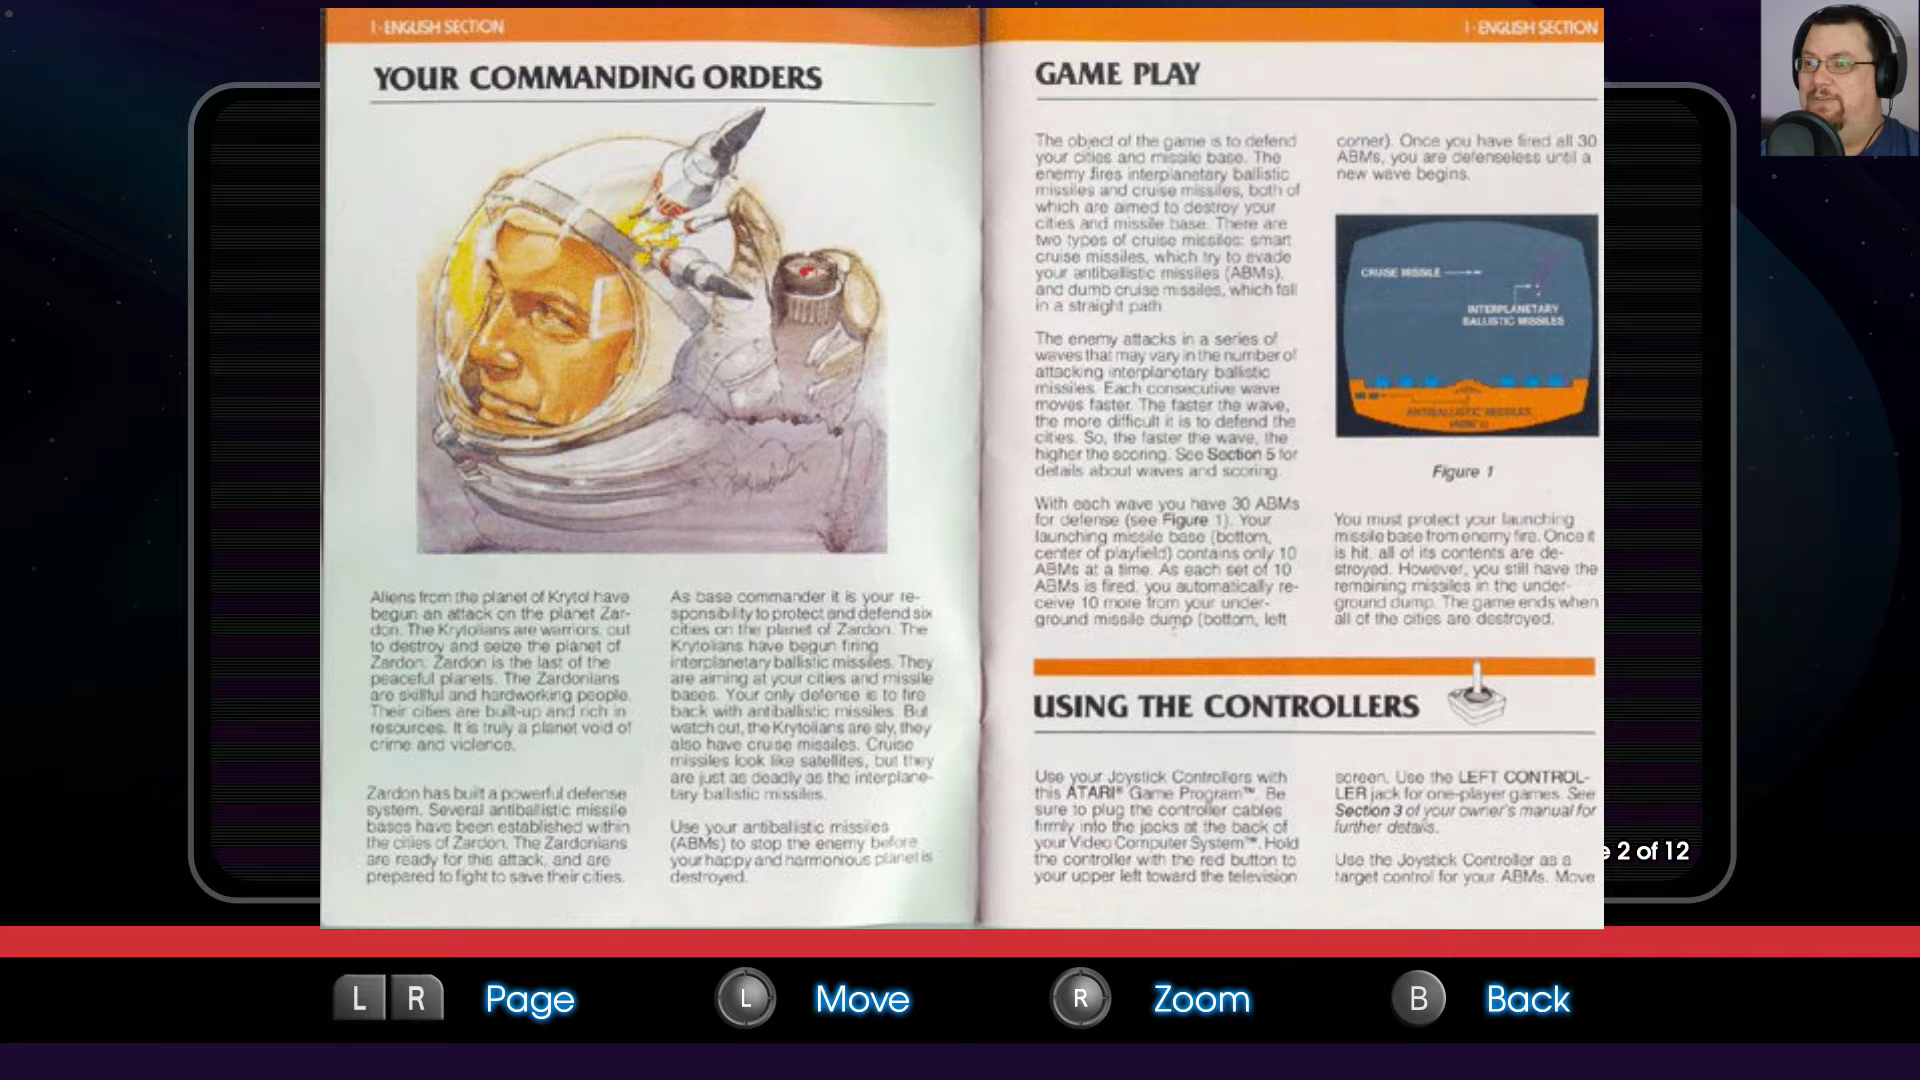 1-ENGLISH SECTION
YOUR COMMANDING ORDERS
Aliens from the planet of Krytol have
begun an attack on the planet Zar-
don. The Krytolians are warriors, out
to destroy and seize the planet of
Zardon. Zardon is the last of the
peaceful planets. The Zardonians
are skillful and hardworking people.
Their cities are built-up and rich in
resources. It is truly a planet void of
crime and violence.
Zardon has built a powerful defense
system. Several antiballistic missile
bases have been established within
the cities of Zardon. The Zardonians
are ready for this attack, and are
prepared to fight to save their cities.
As base commander it is your re-
sponsibility to protect and defend six
cities on the planet of Zardon. The
Krytolians have begun firing
interplanetary ballistic missiles. They
are aiming at your cities and missile
bases. Your only defense is to fire
back with antiballistic missiles. But
watch out, the Krytolians are sly, they
also have cruise missiles. Cruise
missiles look like satellites, but they
are just as deadly as the interplane-
tary ballistic missiles.
Use your antiballistic missiles
(ABMs) to stop the enemy before
your happy and harmonious planet is
destroyed.
1-ENGLISH SECTION
GAME PLAY
The object of the game is to defend
your cities and missile base. The
enemy fires interplanetary ballistic
missiles and cruise missiles, both of
which are aimed to destroy your
cities and missile base. There are
two types of cruise missiles: smart
cruise missiles, which try to evade
your antiballistic missiles (ABMs),
and dumb cruise missiles, which fall
in a straight path.
The enemy attacks in a series of
waves that may vary in the number of
attacking interplanetary ballistic
missiles. Each consecutive wave
moves faster. The faster the wave,
the more difficult it is to defend the
cities. So, the faster the wave, the
higher the scoring. See Section 5 for
details about waves and scoring.
With each wave you have 30 ABMs
for defense (see Figure 1). Your
launching missile base (bottom,
center of playfield) contains only 10
ABMs at a time. As each set of 10
ABMs is fired, you automatically re-
ceive 10 more from your under-
ground missile dump (bottom, left
corner). Once you have fired all 30
ABMs, you are defenseless until a
new wave begins.
CRUISE MISSILE
INTERPLANETARY
BALLISTIC MISSILES
ANTIBALLISTIC MISSILES
Figure 1
You must protect your launching
missile base from enemy fire. Once it
is hit, all of its contents are de-
stroyed. However, you still have the
remaining missiles in the under-
ground dump. The game ends when
all of the cities are destroyed.
USING THE CONTROLLERS
Use your Joystick Controllers with
this ATARI® Game Program™. Be
sure to plug the controller cables
firmly into the jacks at the back of
your Video Computer System™. Hold
the controller with the red button to
your upper left toward the television
screen. Use the LEFT CONTROL-
LER jack for one-player games. See
Section 3 of your owner's manual for
further details.
Use the Joystick Controller as a
target control for your ABMs. Move
e 2 of 12
L R Page
L Move
R Zoom
B Back